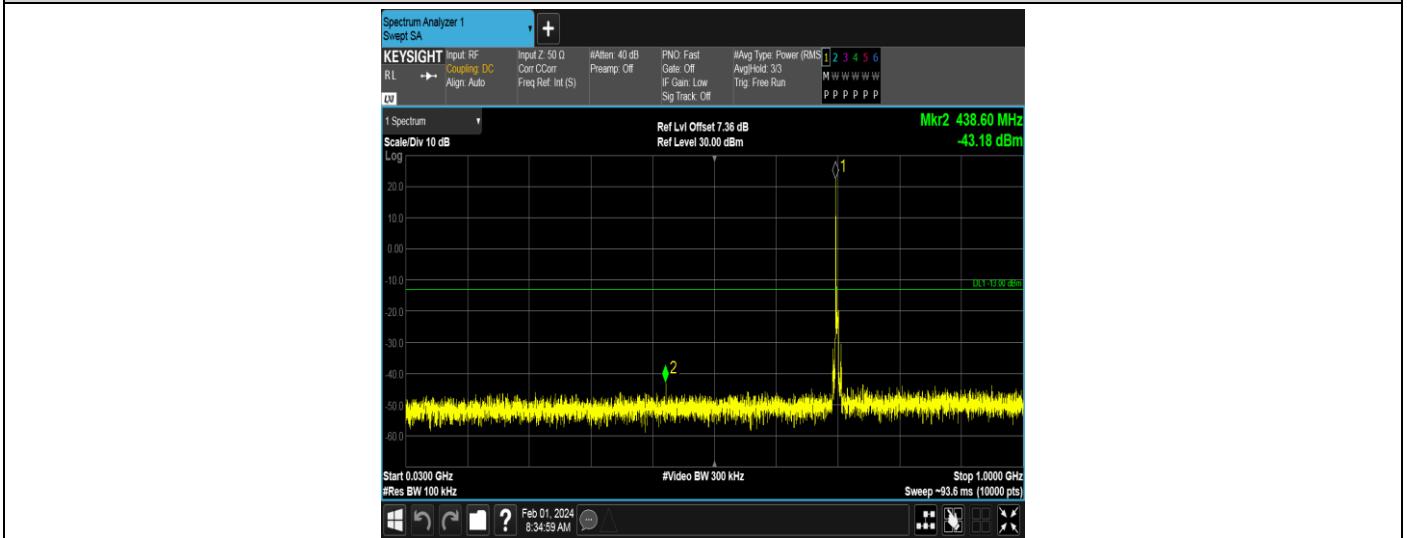 Spectrum Analyzer 1
Swept SA
+
KEYSIGHT
RL
LXI
Input: RF
Coupling: DC
Align: Auto
Input Z: 50 Ω
Corr CCorr
Freq Ref: Int (S)
#Atten: 40 dB
Preamp: Off
PNO: Fast
Gate: Off
IF Gain: Low
Sig Track: Off
#Avg Type: Power (RMS
Avg|Hold: 3/3
Trig: Free Run
1 2 3 4 5 6
M W W W W W
P P P P P P
1 Spectrum
Scale/Div 10 dB
Log
Ref Lvl Offset 7.36 dB
Ref Level 30.00 dBm
Mkr2 438.60 MHz
-43.18 dBm
1
20.0
10.0
0.00
-10.0
DL1 -13.00 dBm
-20.0
-30.0
2
-40.0
-50.0
-60.0
Start 0.0300 GHz
#Res BW 100 kHz
#Video BW 300 kHz
Stop 1.0000 GHz
Sweep ~93.6 ms (10000 pts)
?
Feb 01, 2024
8:34:59 AM